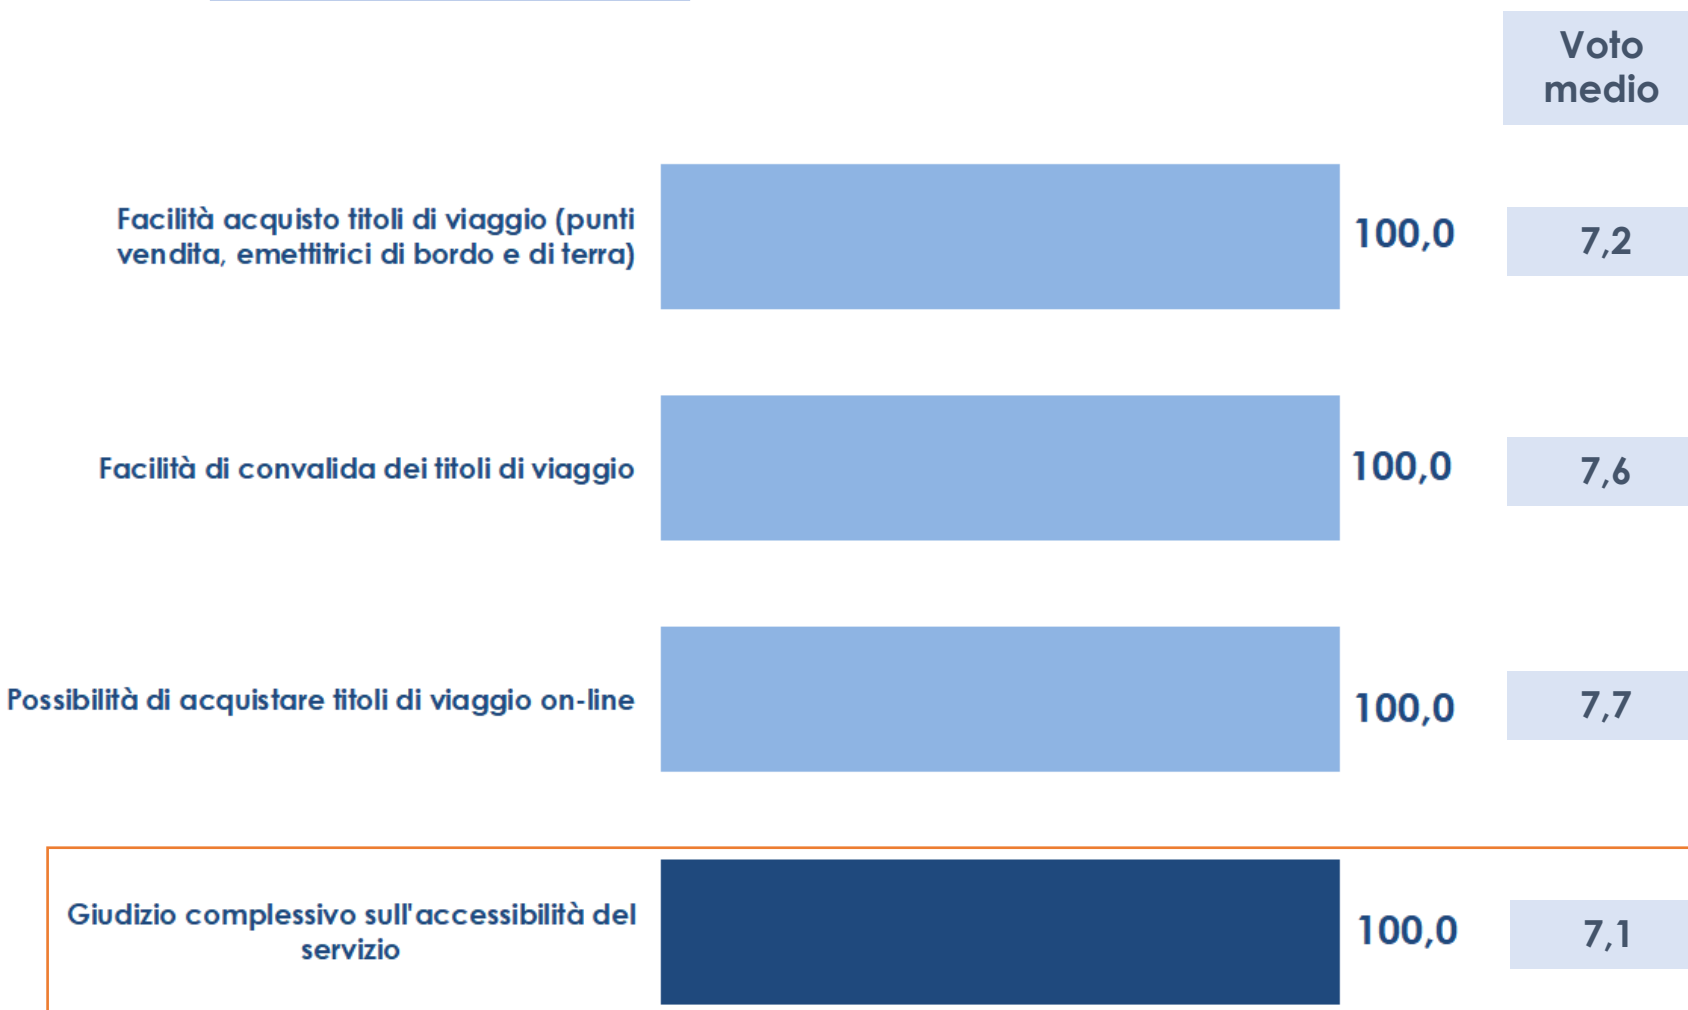 Voto
medio
Facilità acquisto titoli di viaggio (punti
vendita, emettitrici di bordo e di terra)
100,0
7,2
Facilità di convalida dei titoli di viaggio
100,0
7,6
Possibilità di acquistare titoli di viaggio on-line
100,0
7,7
Giudizio complessivo sull'accessibilità del
servizio
100,0
7,1